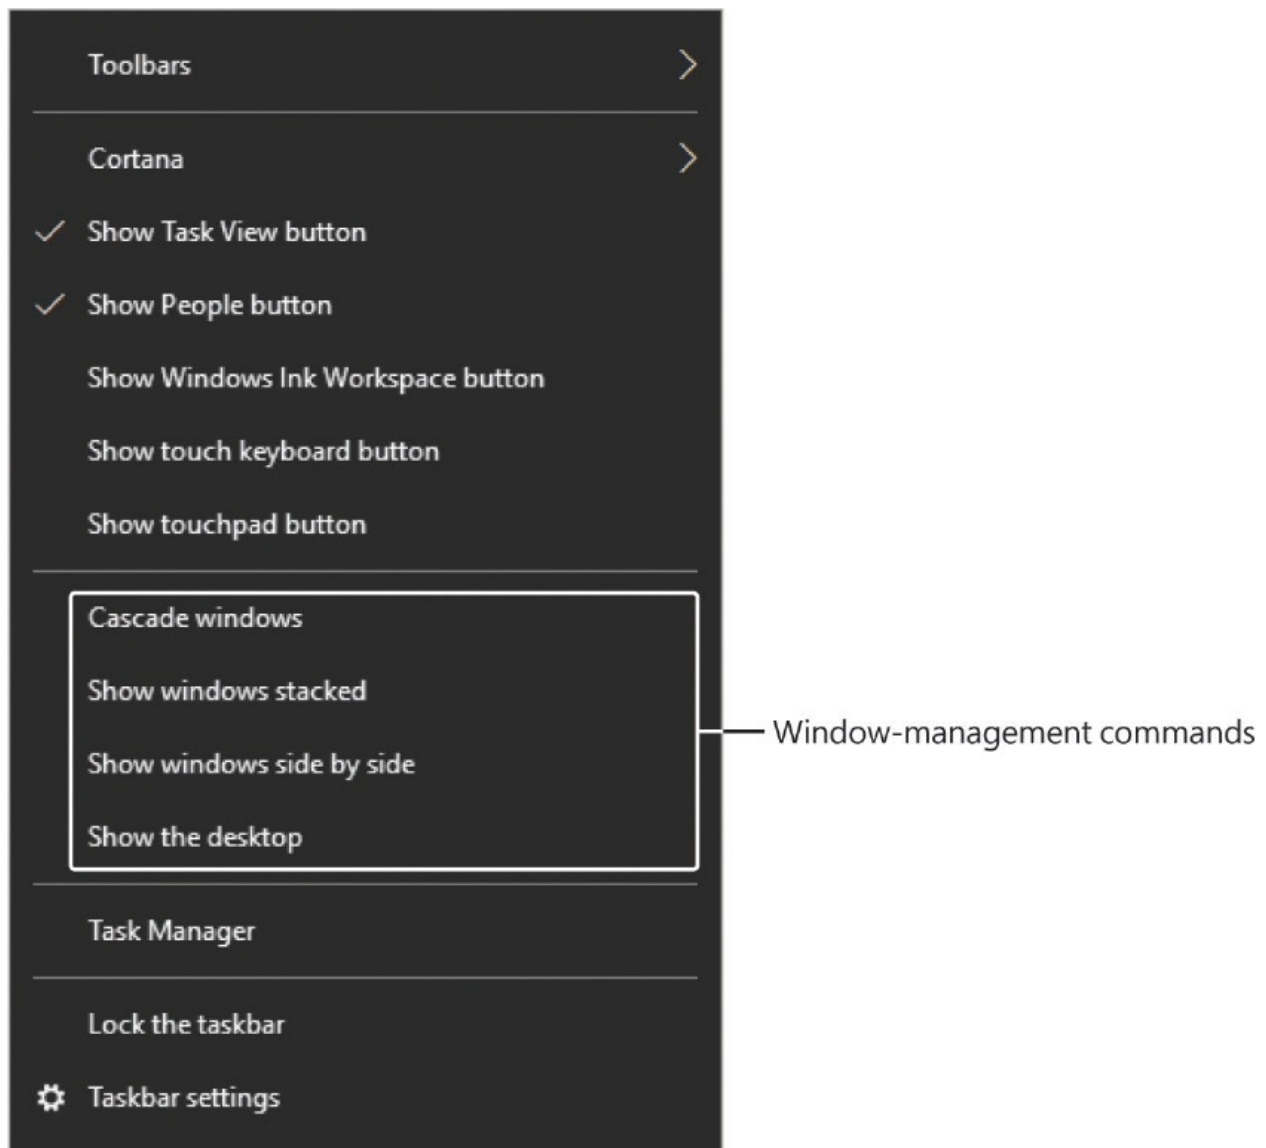 Toolbars
Cortana
Show Task View button
Show People button
Show Windows Ink Workspace button
Show touch keyboard button
Show touchpad button
Cascade windows
Show windows stacked
Window-management commands
Show windows side by side
Show the desktop
Task Manager
Lock the taskbar
Taskbar settings